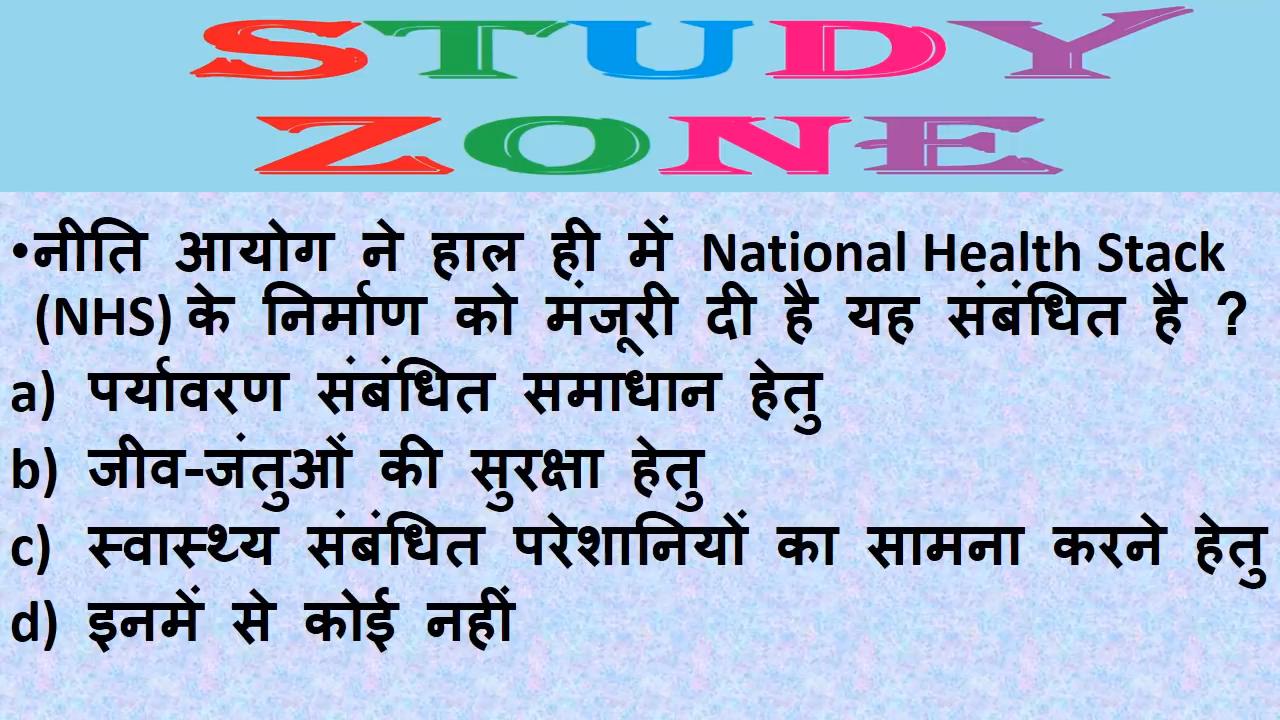 STUDY
ZONE
•नीति आयोग ने हाल ही में National Health Stack
(NHS) के निर्माण को मंजूरी दी है यह संबंधित है ?
a) पर्यावरण संबंधित समाधान हेतु
b) जीव-जंतुओं की सुरक्षा हेतु
c) स्वास्थ्य संबंधित परेशानियों का सामना करने हेतु
d) इनमें से कोई नहीं